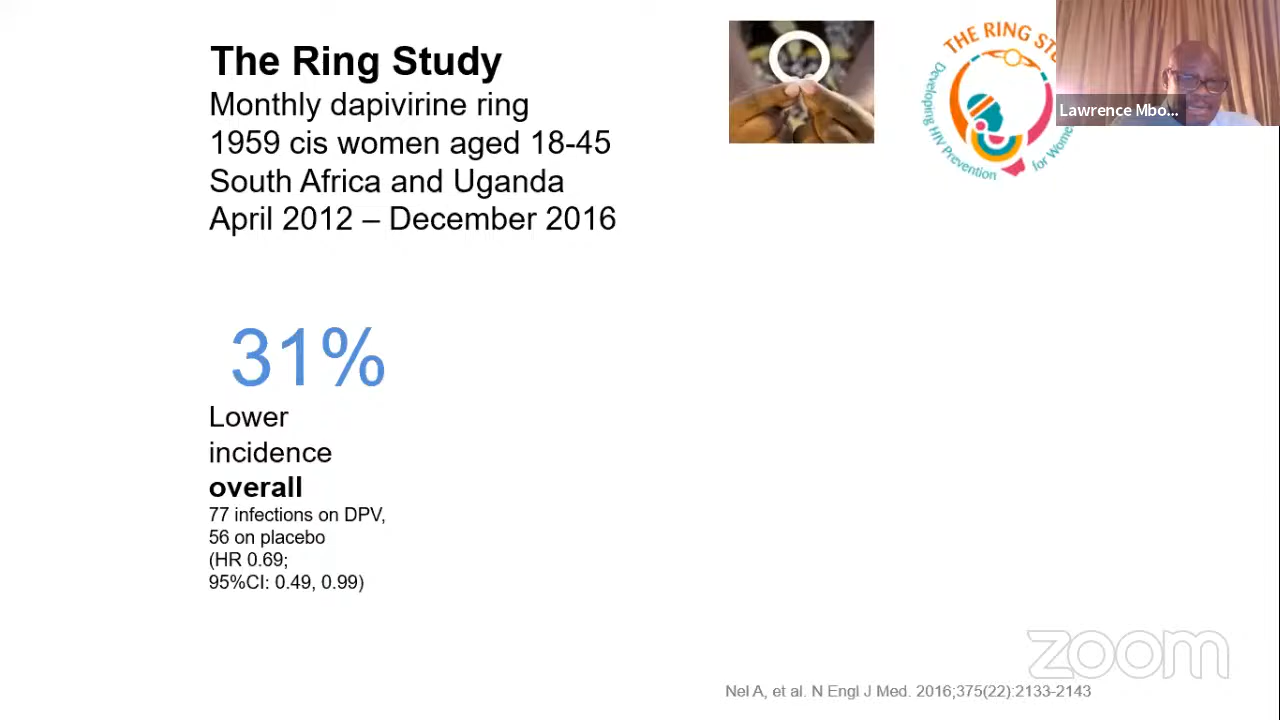 The Ring Study
Monthly dapivirine ring
1959 cis women aged 18-45
South Africa and Uganda
April 2012 – December 2016
THE RING STU
Developing HIV Prevention
for Wome
Lawrence Mbo...
31%
Lower
incidence
overall
77 infections on DPV,
56 on placebo
(HR 0.69;
95%CI: 0.49, 0.99)
zoom
Nel A, et al. N Engl J Med. 2016;375(22):2133-2143